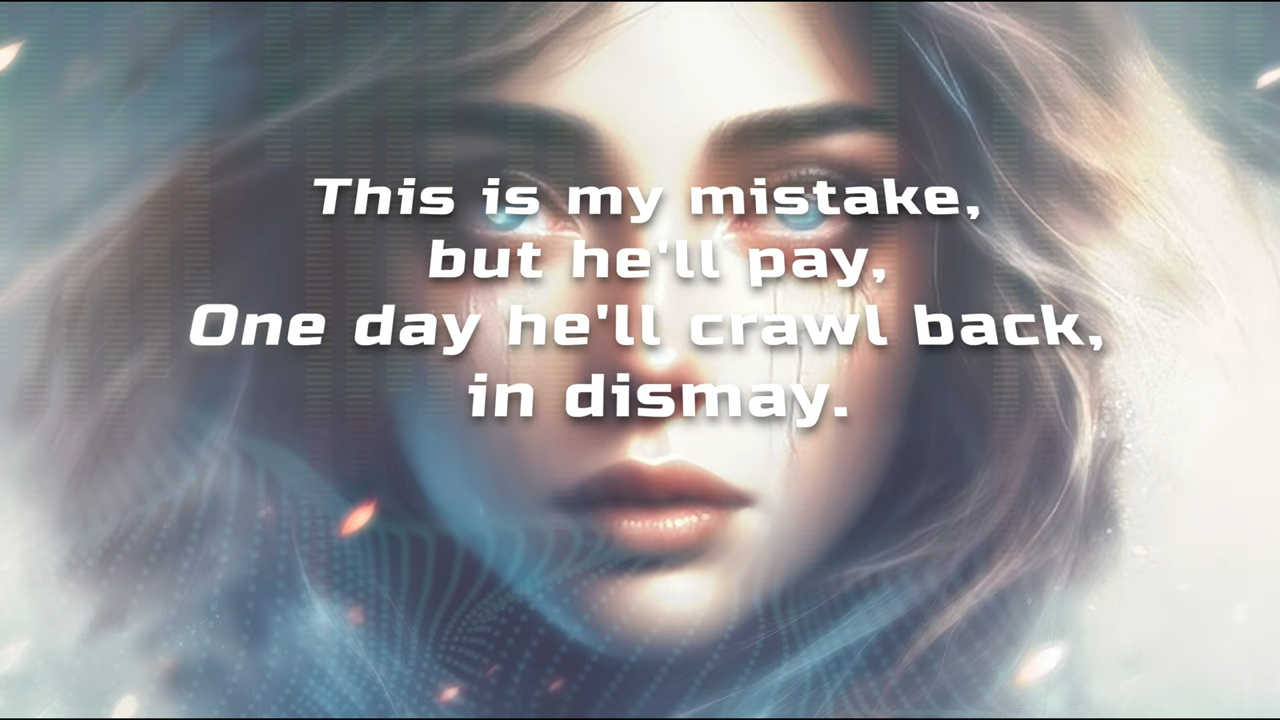 This is my mistake,
but he'll pay,
One day he'll crawl back,
in dismay.